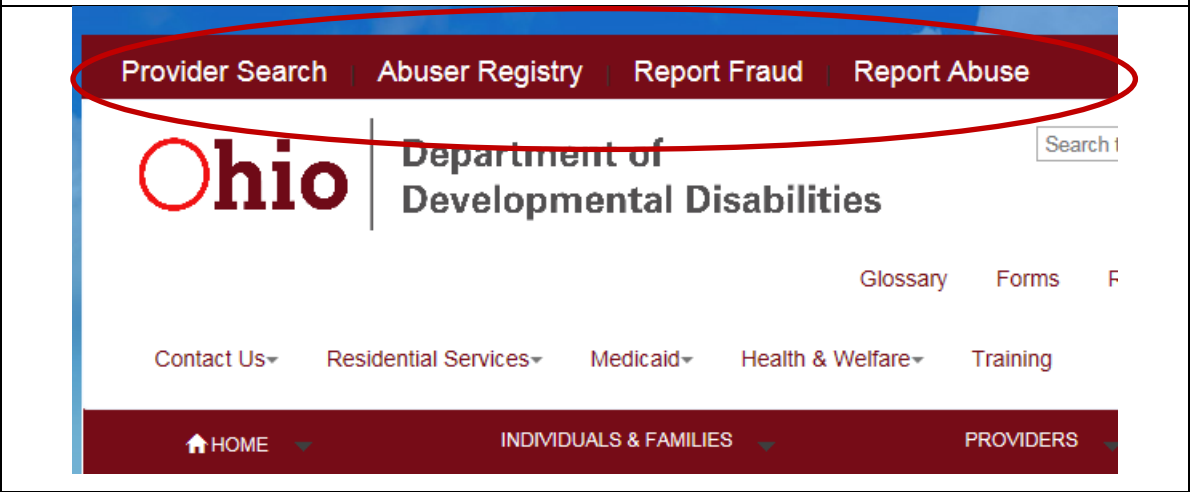 Provider Search | Abuser Registry | Report Fraud | Report Abuse
Ohio
Department of
Developmental Disabilities
Search
Glossary Forms
Contact Us Residential Services Medicaid Health & Welfare Training
HOME INDIVIDUALS & FAMILIES PROVIDERS